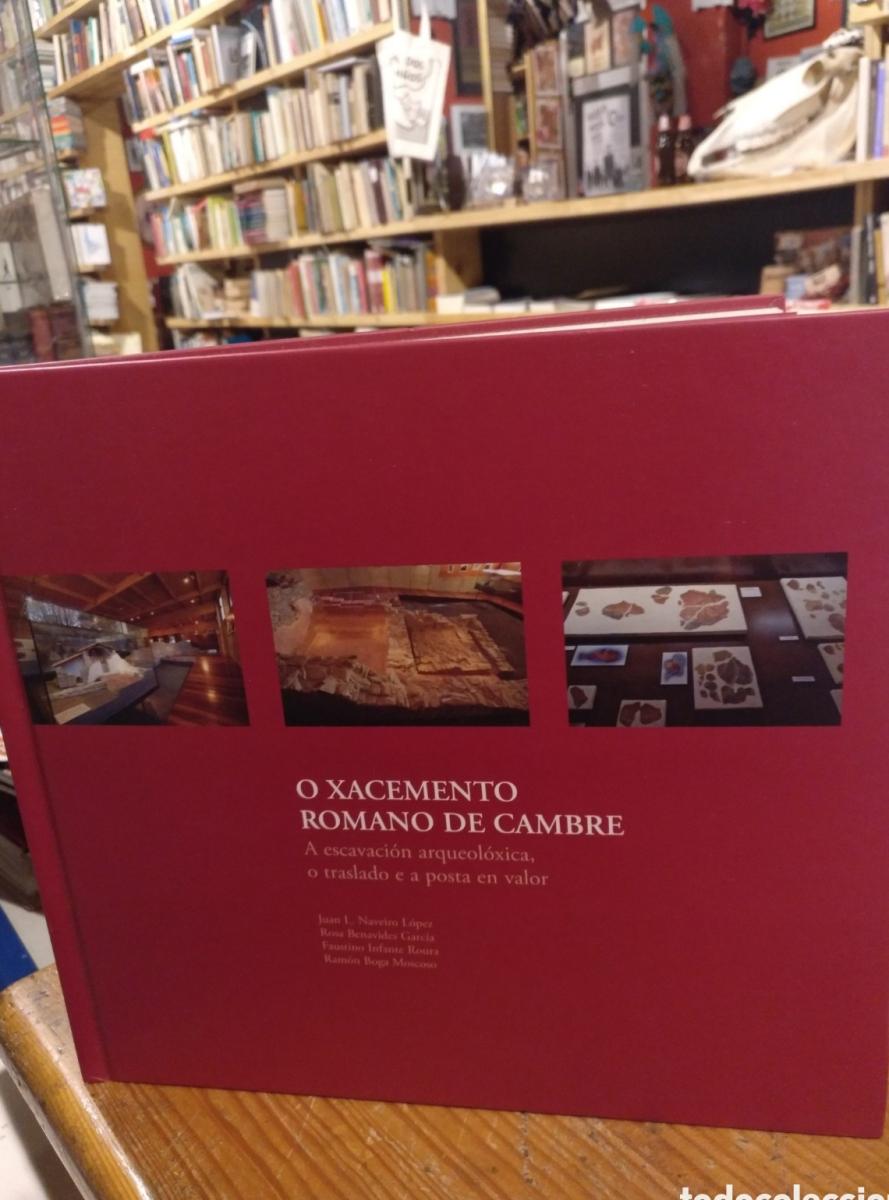 O XACEMENTO
ROMANO DE CAMBRE
A escavación arqueolóxica,
o traslado e a posta en valor
Juan L. Naveiro López
Rosa Benavides García
Faustino Infante Roura
Ramón Boga Moscoso